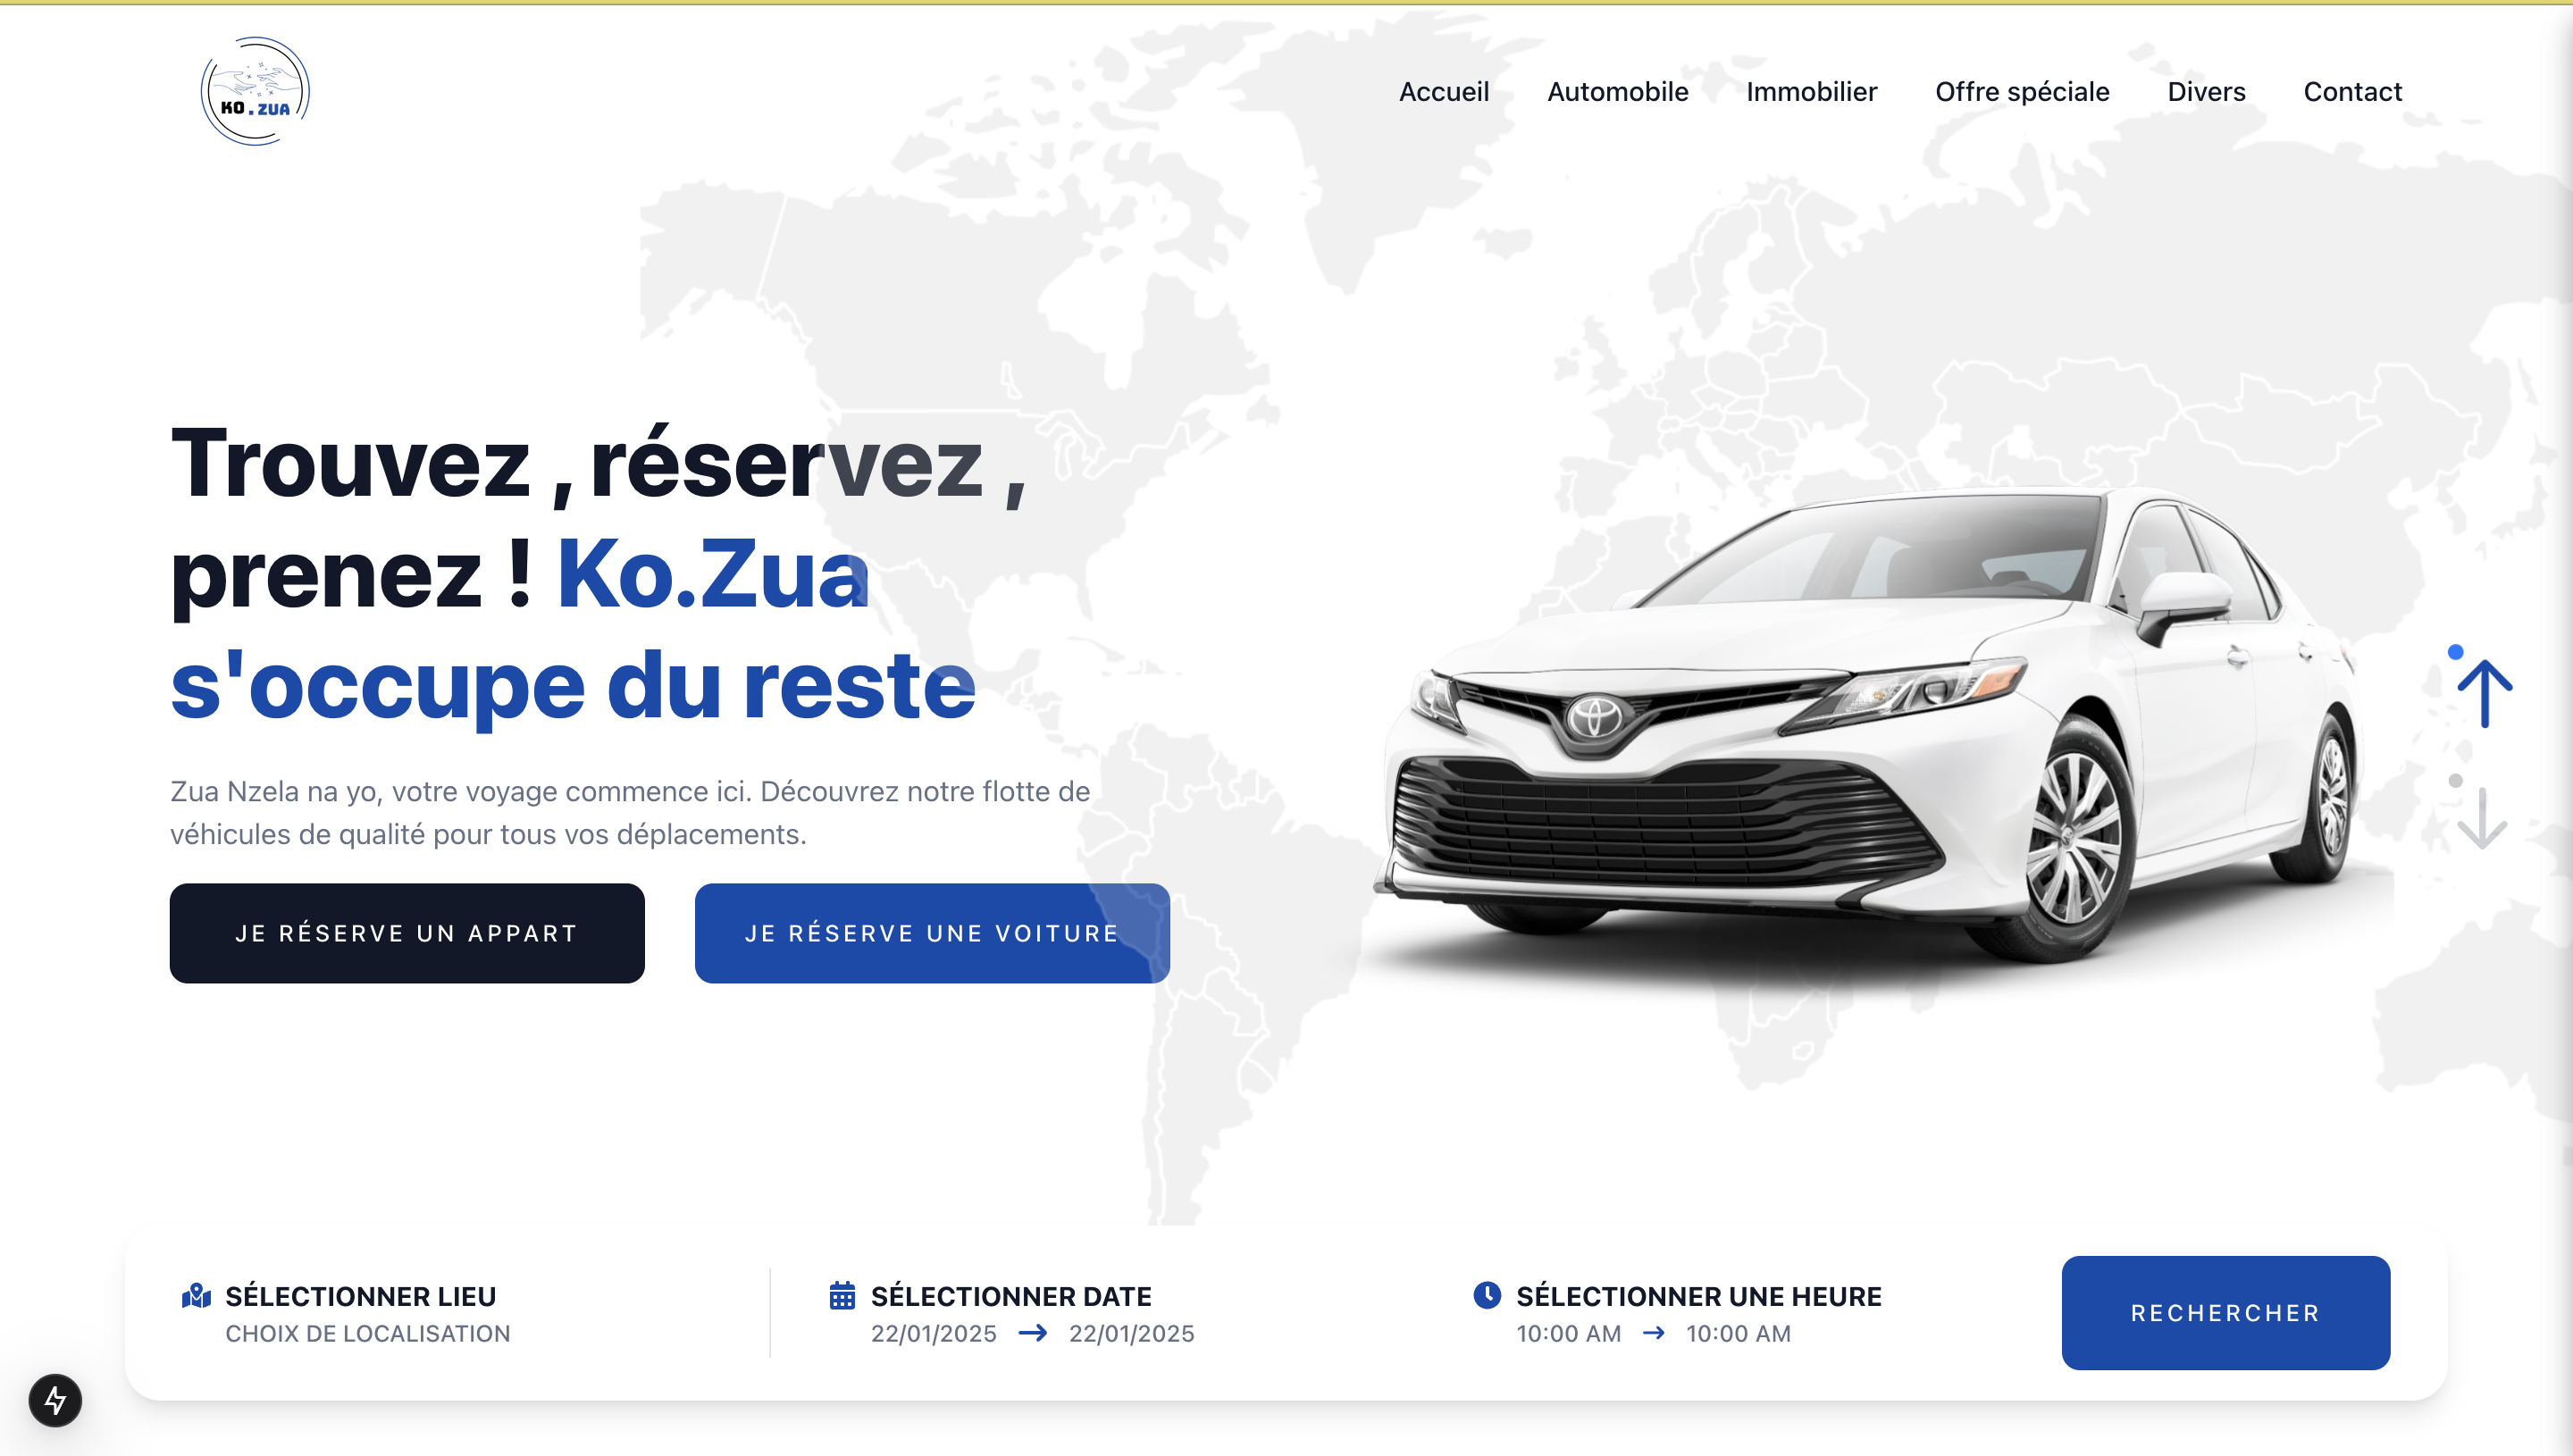 KO.ZUA
Accueil Automobile Immobilier Offre spéciale Divers Contact
Trouvez , réservez ,
prenez ! Ko.Zua
s'occupe du reste
Zua Nzela na yo, votre voyage commence ici. Découvrez notre flotte de
véhicules de qualité pour tous vos déplacements.
JE RÉSERVE UN APPART
JE RÉSERVE UNE VOITURE
SÉLECTIONNER LIEU
CHOIX DE LOCALISATION
SÉLECTIONNER DATE
22/01/2025 → 22/01/2025
SÉLECTIONNER UNE HEURE
10:00 AM → 10:00 AM
RECHERCHER